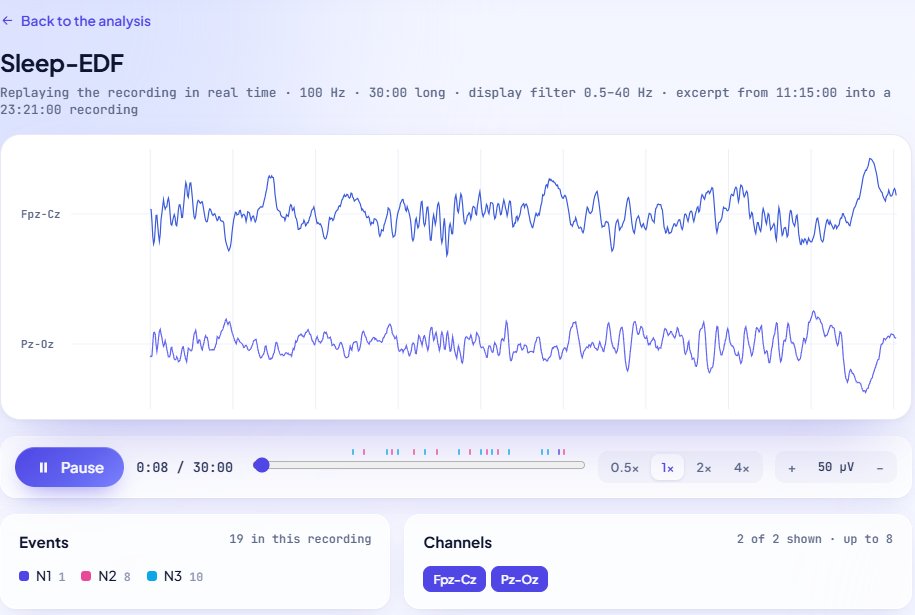 ← Back to the analysis
Sleep-EDF
Replaying the recording in real time · 100 Hz · 30:00 long · display filter 0.5–40 Hz · excerpt from 11:15:00 into a
23:21:00 recording
Fpz-Cz
Pz-Oz
Pause 0:08 / 30:00 0.5× 1× 2× 4× + 50 µV −
Events 19 in this recording
N1 1 N2 8 N3 10
Channels 2 of 2 shown · up to 8
Fpz-Cz Pz-Oz